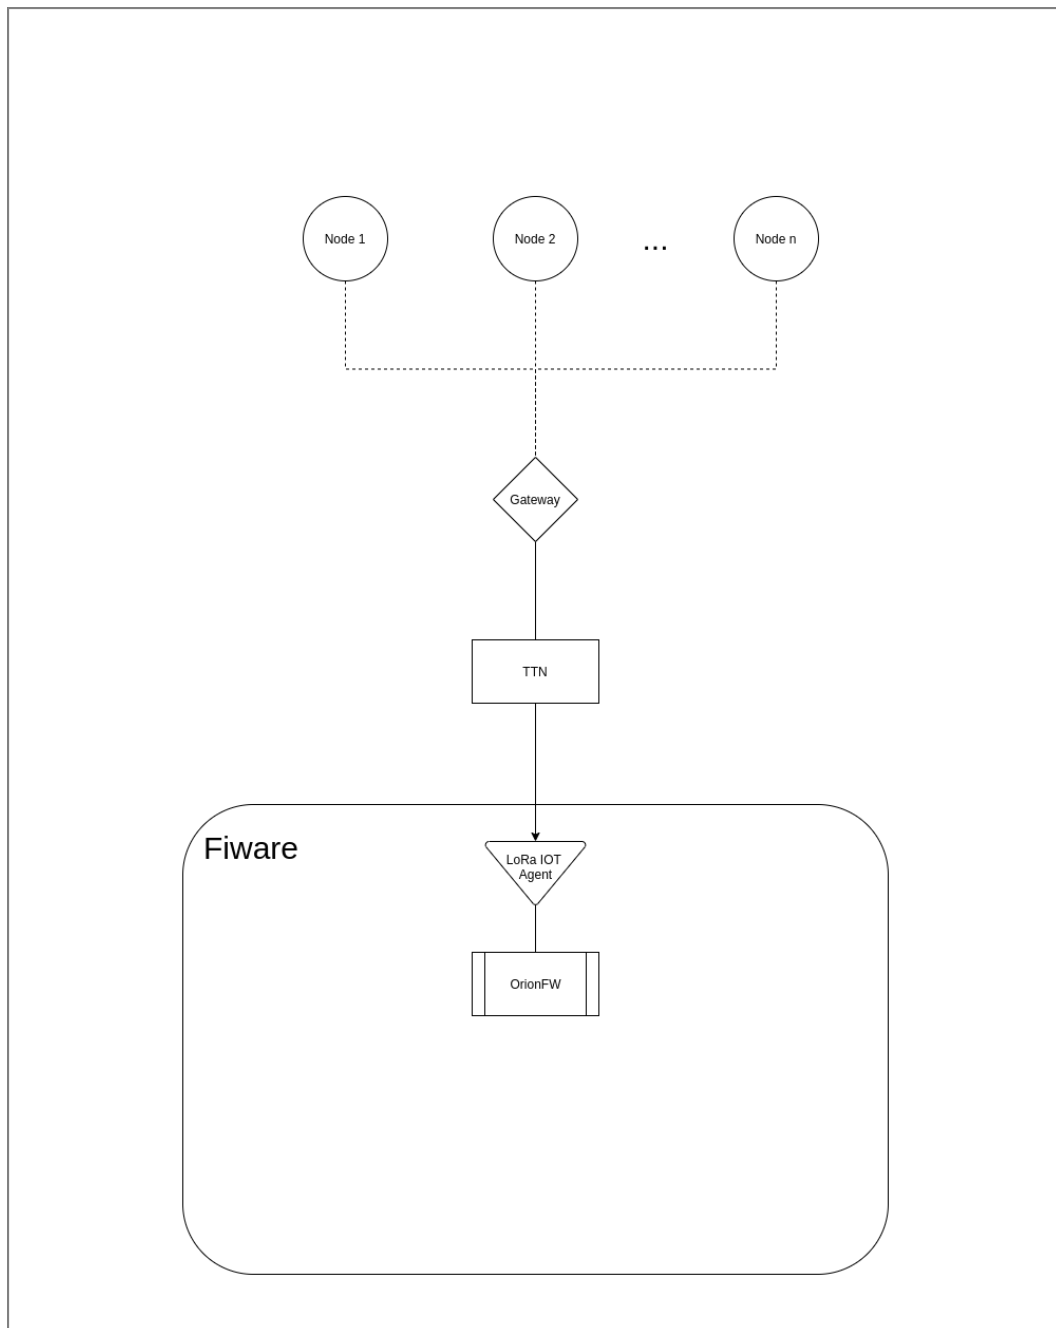 Node 1
Node 2
...
Node n
Gateway
TTN
Fiware
LoRa IOT
Agent
OrionFW